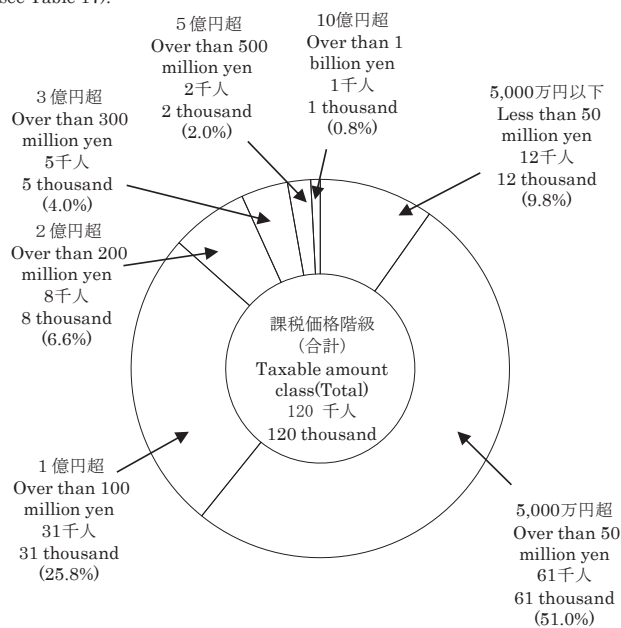 see Table 17).
10億円超
Over than 1
billion yen
1千人
1 thousand
(0.8%)
5億円超
Over than 500
million yen
2千人
2 thousand
(2.0%)
3億円超
Over than 300
million yen
5千人
5 thousand
(4.0%)
2億円超
Over than 200
million yen
8千人
8 thousand
(6.6%)
5,000万円以下
Less than 50
million yen
12千人
12 thousand
(9.8%)
課税価格階級
(合計)
Taxable amount
class(Total)
120 千人
120 thousand
1億円超
Over than 100
million yen
31千人
31 thousand
(25.8%)
5,000万円超
Over than 50
million yen
61千人
61 thousand
(51.0%)